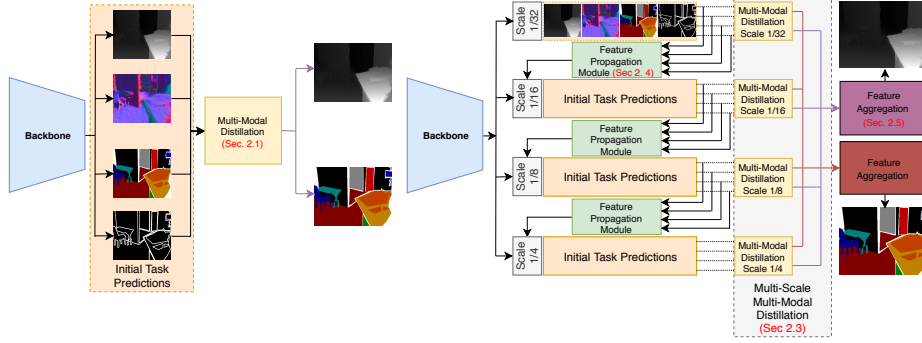 Backbone
Initial Task
Predictions
Multi-Modal
Distillation
(Sec. 2.1)
Backbone
Scale
1/32
Multi-Modal
Distillation
Scale 1/32
Feature
Propagation
Module (Sec 2. 4)
Scale
1/16
Initial Task Predictions
Multi-Modal
Distillation
Scale 1/16
Feature
Propagation
Module
Scale
1/8
Initial Task Predictions
Multi-Modal
Distillation
Scale 1/8
Feature
Propagation
Module
Scale
1/4
Initial Task Predictions
Multi-Modal
Distillation
Scale 1/4
Multi-Scale
Multi-Modal
Distillation
(Sec 2.3)
Feature
Aggregation
(Sec. 2.5)
Feature
Aggregation